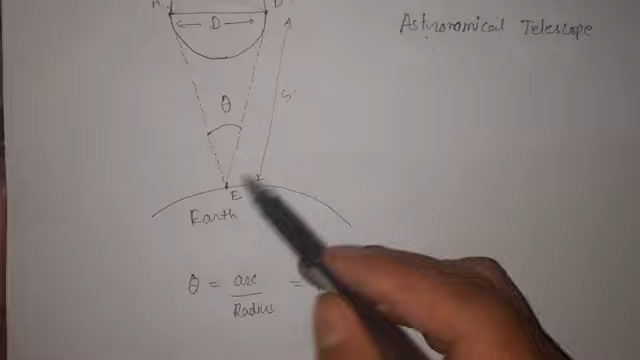 A
D
Astronomical Telescope
D
A
S
θ
E
Earth
θ = arc / Radius =